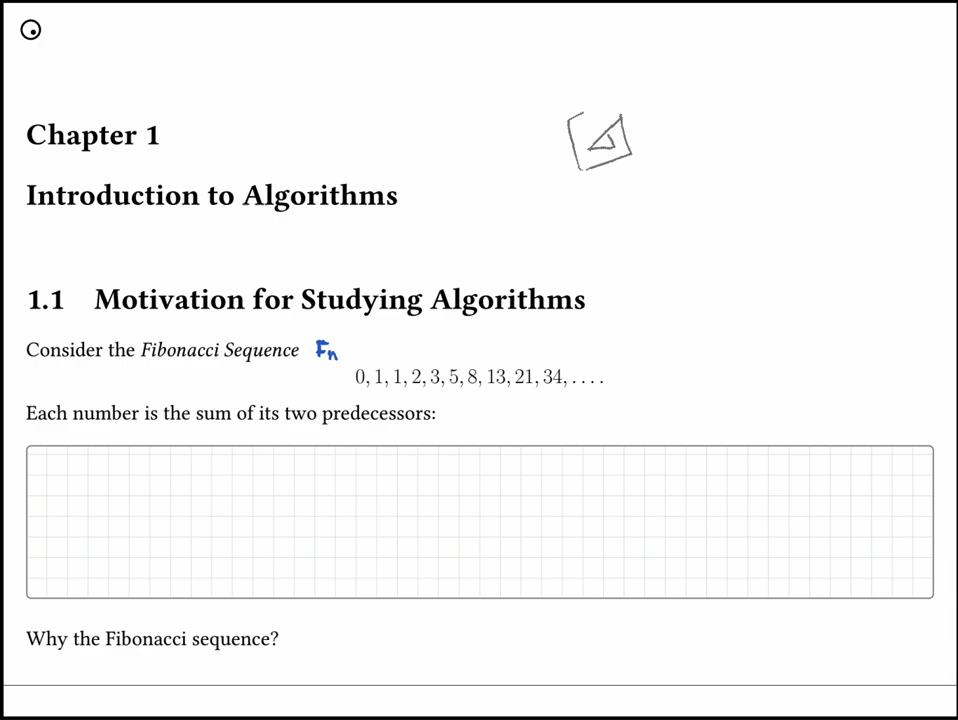 Chapter 1
Introduction to Algorithms
1.1 Motivation for Studying Algorithms
Consider the Fibonacci Sequence Fn
0, 1, 1, 2, 3, 5, 8, 13, 21, 34, . . . .
Each number is the sum of its two predecessors:
Why the Fibonacci sequence?